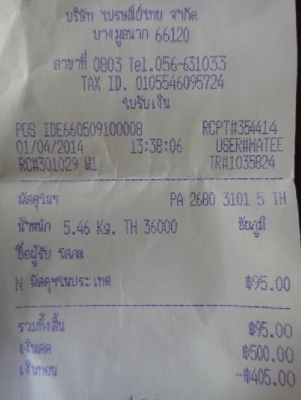 บริษัท ไปรษณีย์ไทย จำกัด
บางมูลนาก 66120
สาขาที่ 0803 Tel.056-631033
TAX ID. 0105546095724
ใบรับเงิน
POS IDE660509100008 RCPT#354414
01/04/2014 13:38:06 USER#HATEE
RC#301029 W1 TR#1035824
พัสดุฯฯ PA 2680 3101 5 TH
น้ำหนัก 5.46 Kg. TH 36000 ชัยภูมิ
ชื่อผู้รับ
N พัสดุฯในประเทศ ฿95.00
รวมทั้งสิ้น ฿95.00
เงินสด ฿500.00
เงินทอน -฿405.00